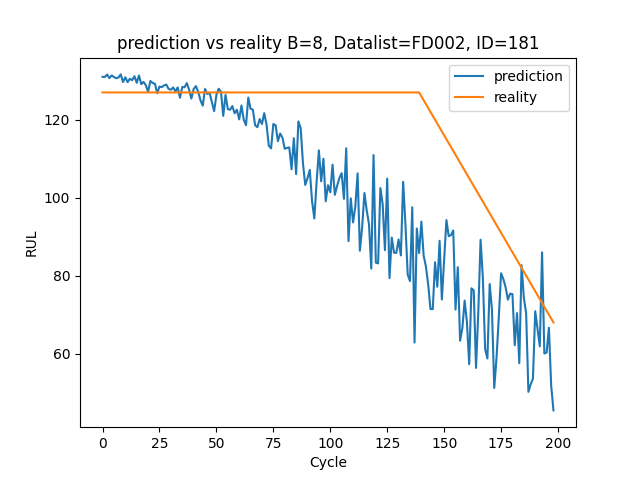 prediction vs reality B=8, Datalist=FD002, ID=181
prediction
reality
120
100
80
60
RUL
0
25
50
75
100
125
150
175
200
Cycle